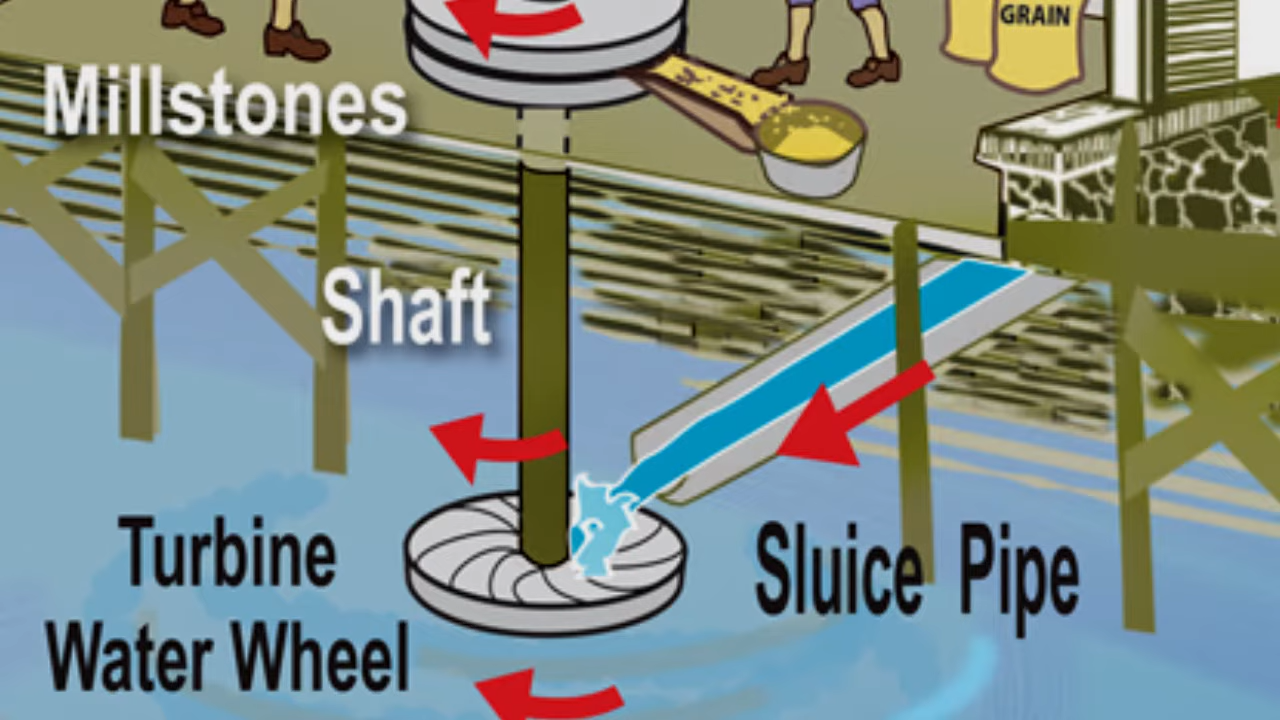 GRAIN
Millstones
Shaft
Turbine
Water Wheel
Sluice Pipe